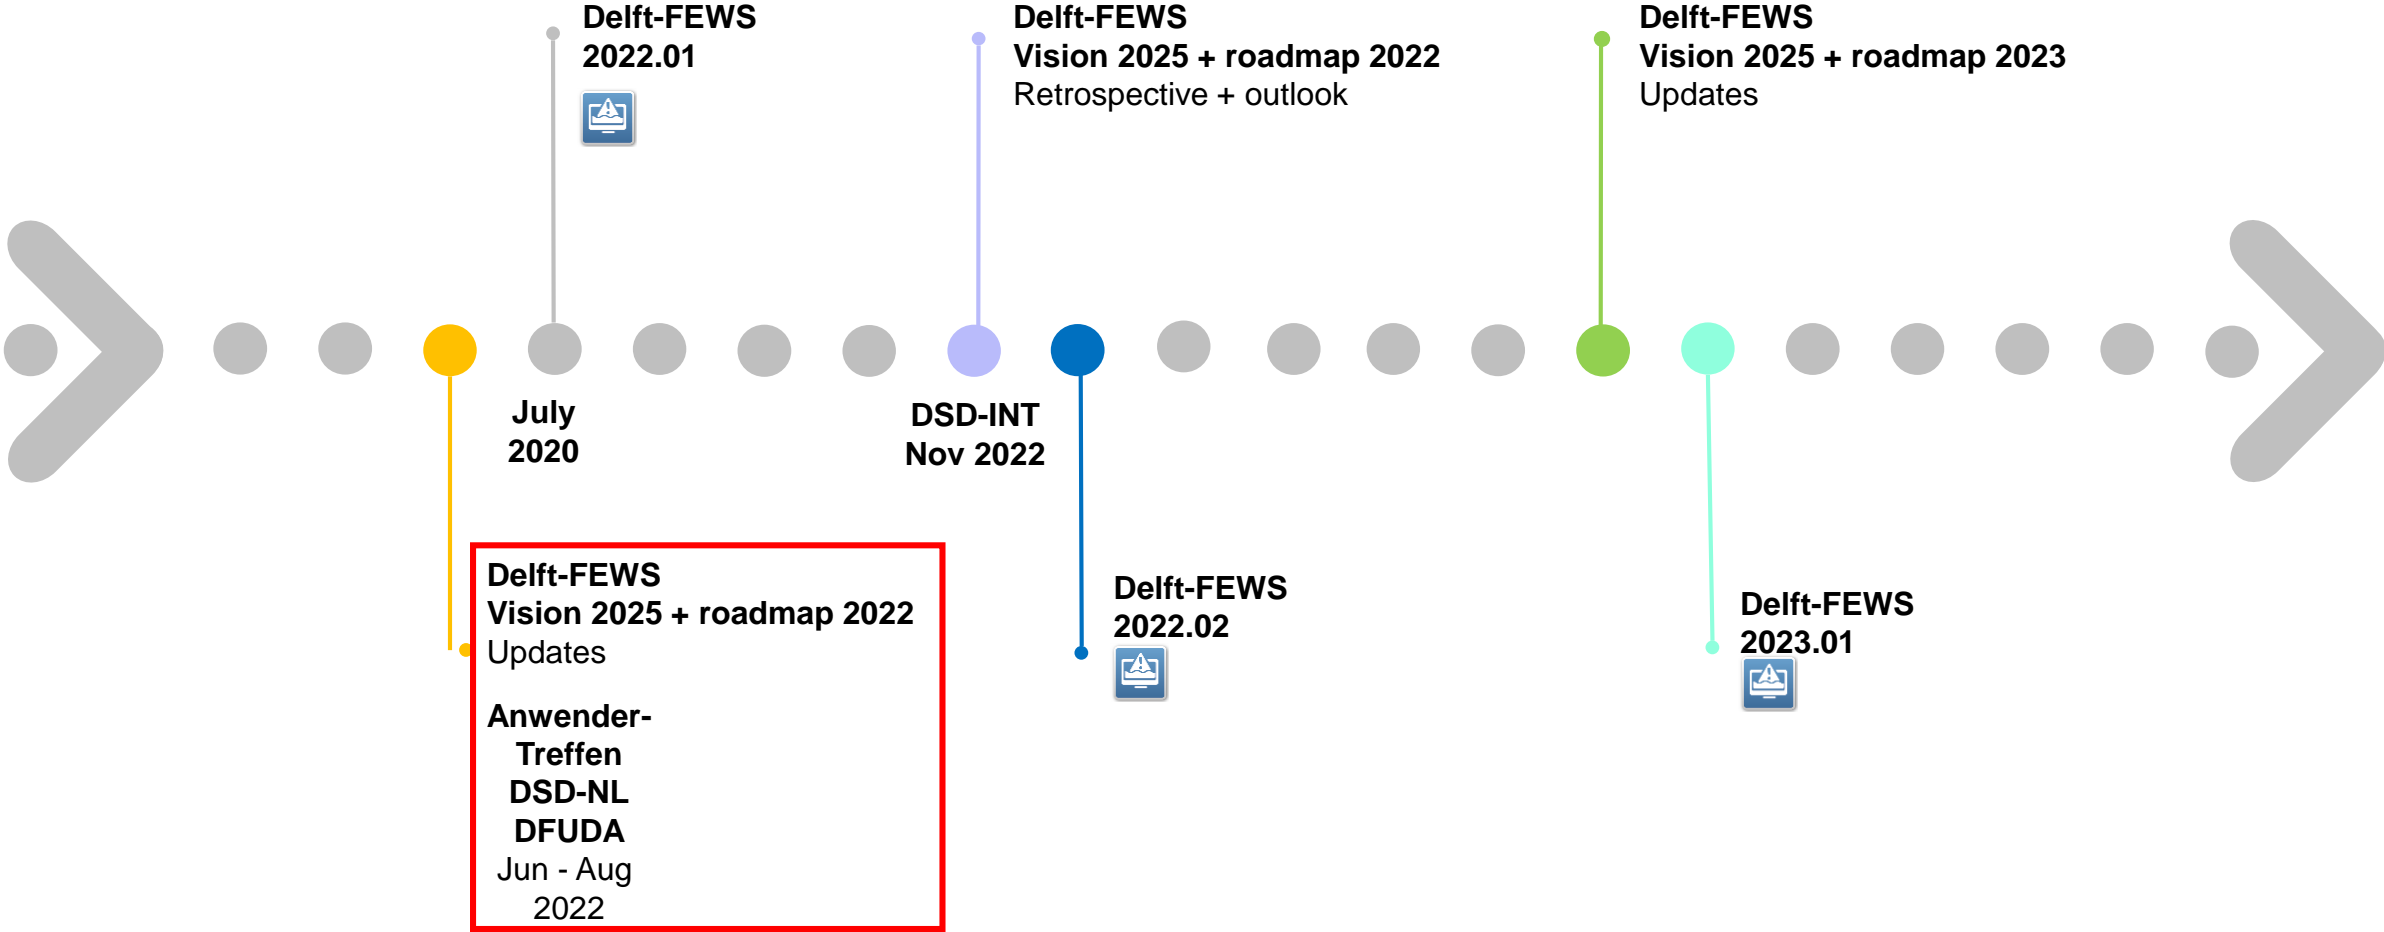 Delft-FEWS
2022.01
Delft-FEWS
Vision 2025 + roadmap 2022
Retrospective + outlook
Delft-FEWS
Vision 2025 + roadmap 2023
Updates
July
2020
DSD-INT
Nov 2022
Delft-FEWS
Vision 2025 + roadmap 2022
Updates
Anwender-
Treffen
DSD-NL
DFUDA
Jun - Aug
2022
Delft-FEWS
2022.02
Delft-FEWS
2023.01